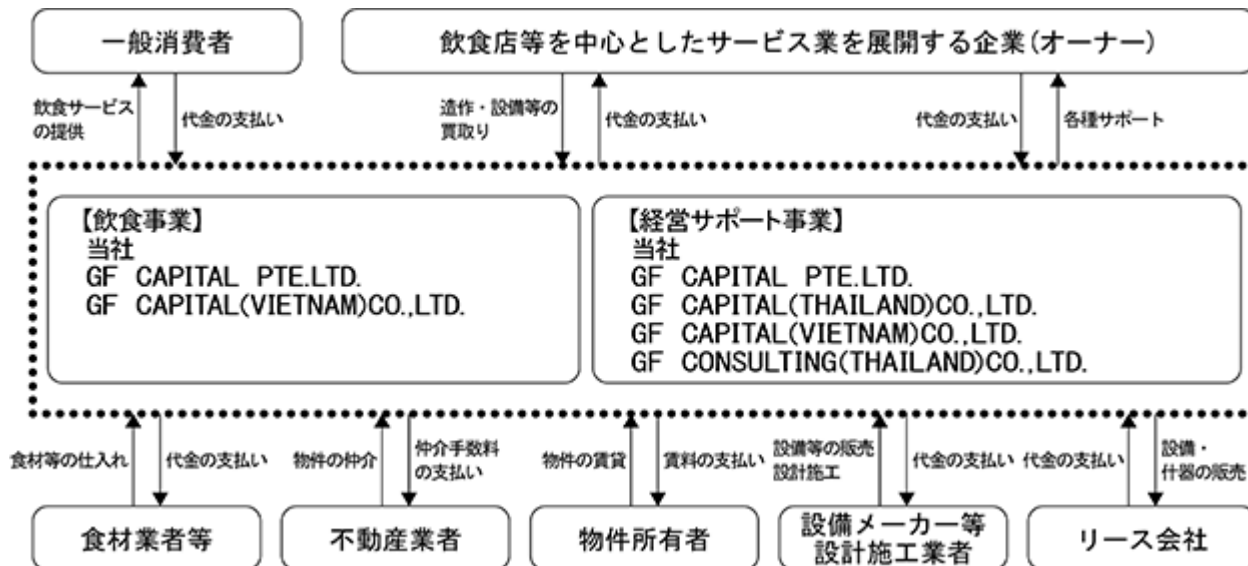 一般消費者
飲食店等を中心としたサービス業を展開する企業(オーナー)
飲食サービス
の提供
代金の支払い
造作・設備等の
買取り
代金の支払い
代金の支払い
各種サポート
【飲食事業】
当社
GF CAPITAL PTE.LTD.
GF CAPITAL(VIETNAM)CO.,LTD.
【経営サポート事業】
当社
GF CAPITAL PTE.LTD.
GF CAPITAL(THAILAND)CO.,LTD.
GF CAPITAL(VIETNAM)CO.,LTD.
GF CONSULTING(THAILAND)CO.,LTD.
食材等の仕入れ
代金の支払い
物件の仲介
仲介手数料
の支払い
物件の賃貸
賃料の支払い
設備等の販売
設計施工
代金の支払い
代金の支払い
設備・
什器の販売
食材業者等
不動産業者
物件所有者
設備メーカー等
設計施工業者
リース会社